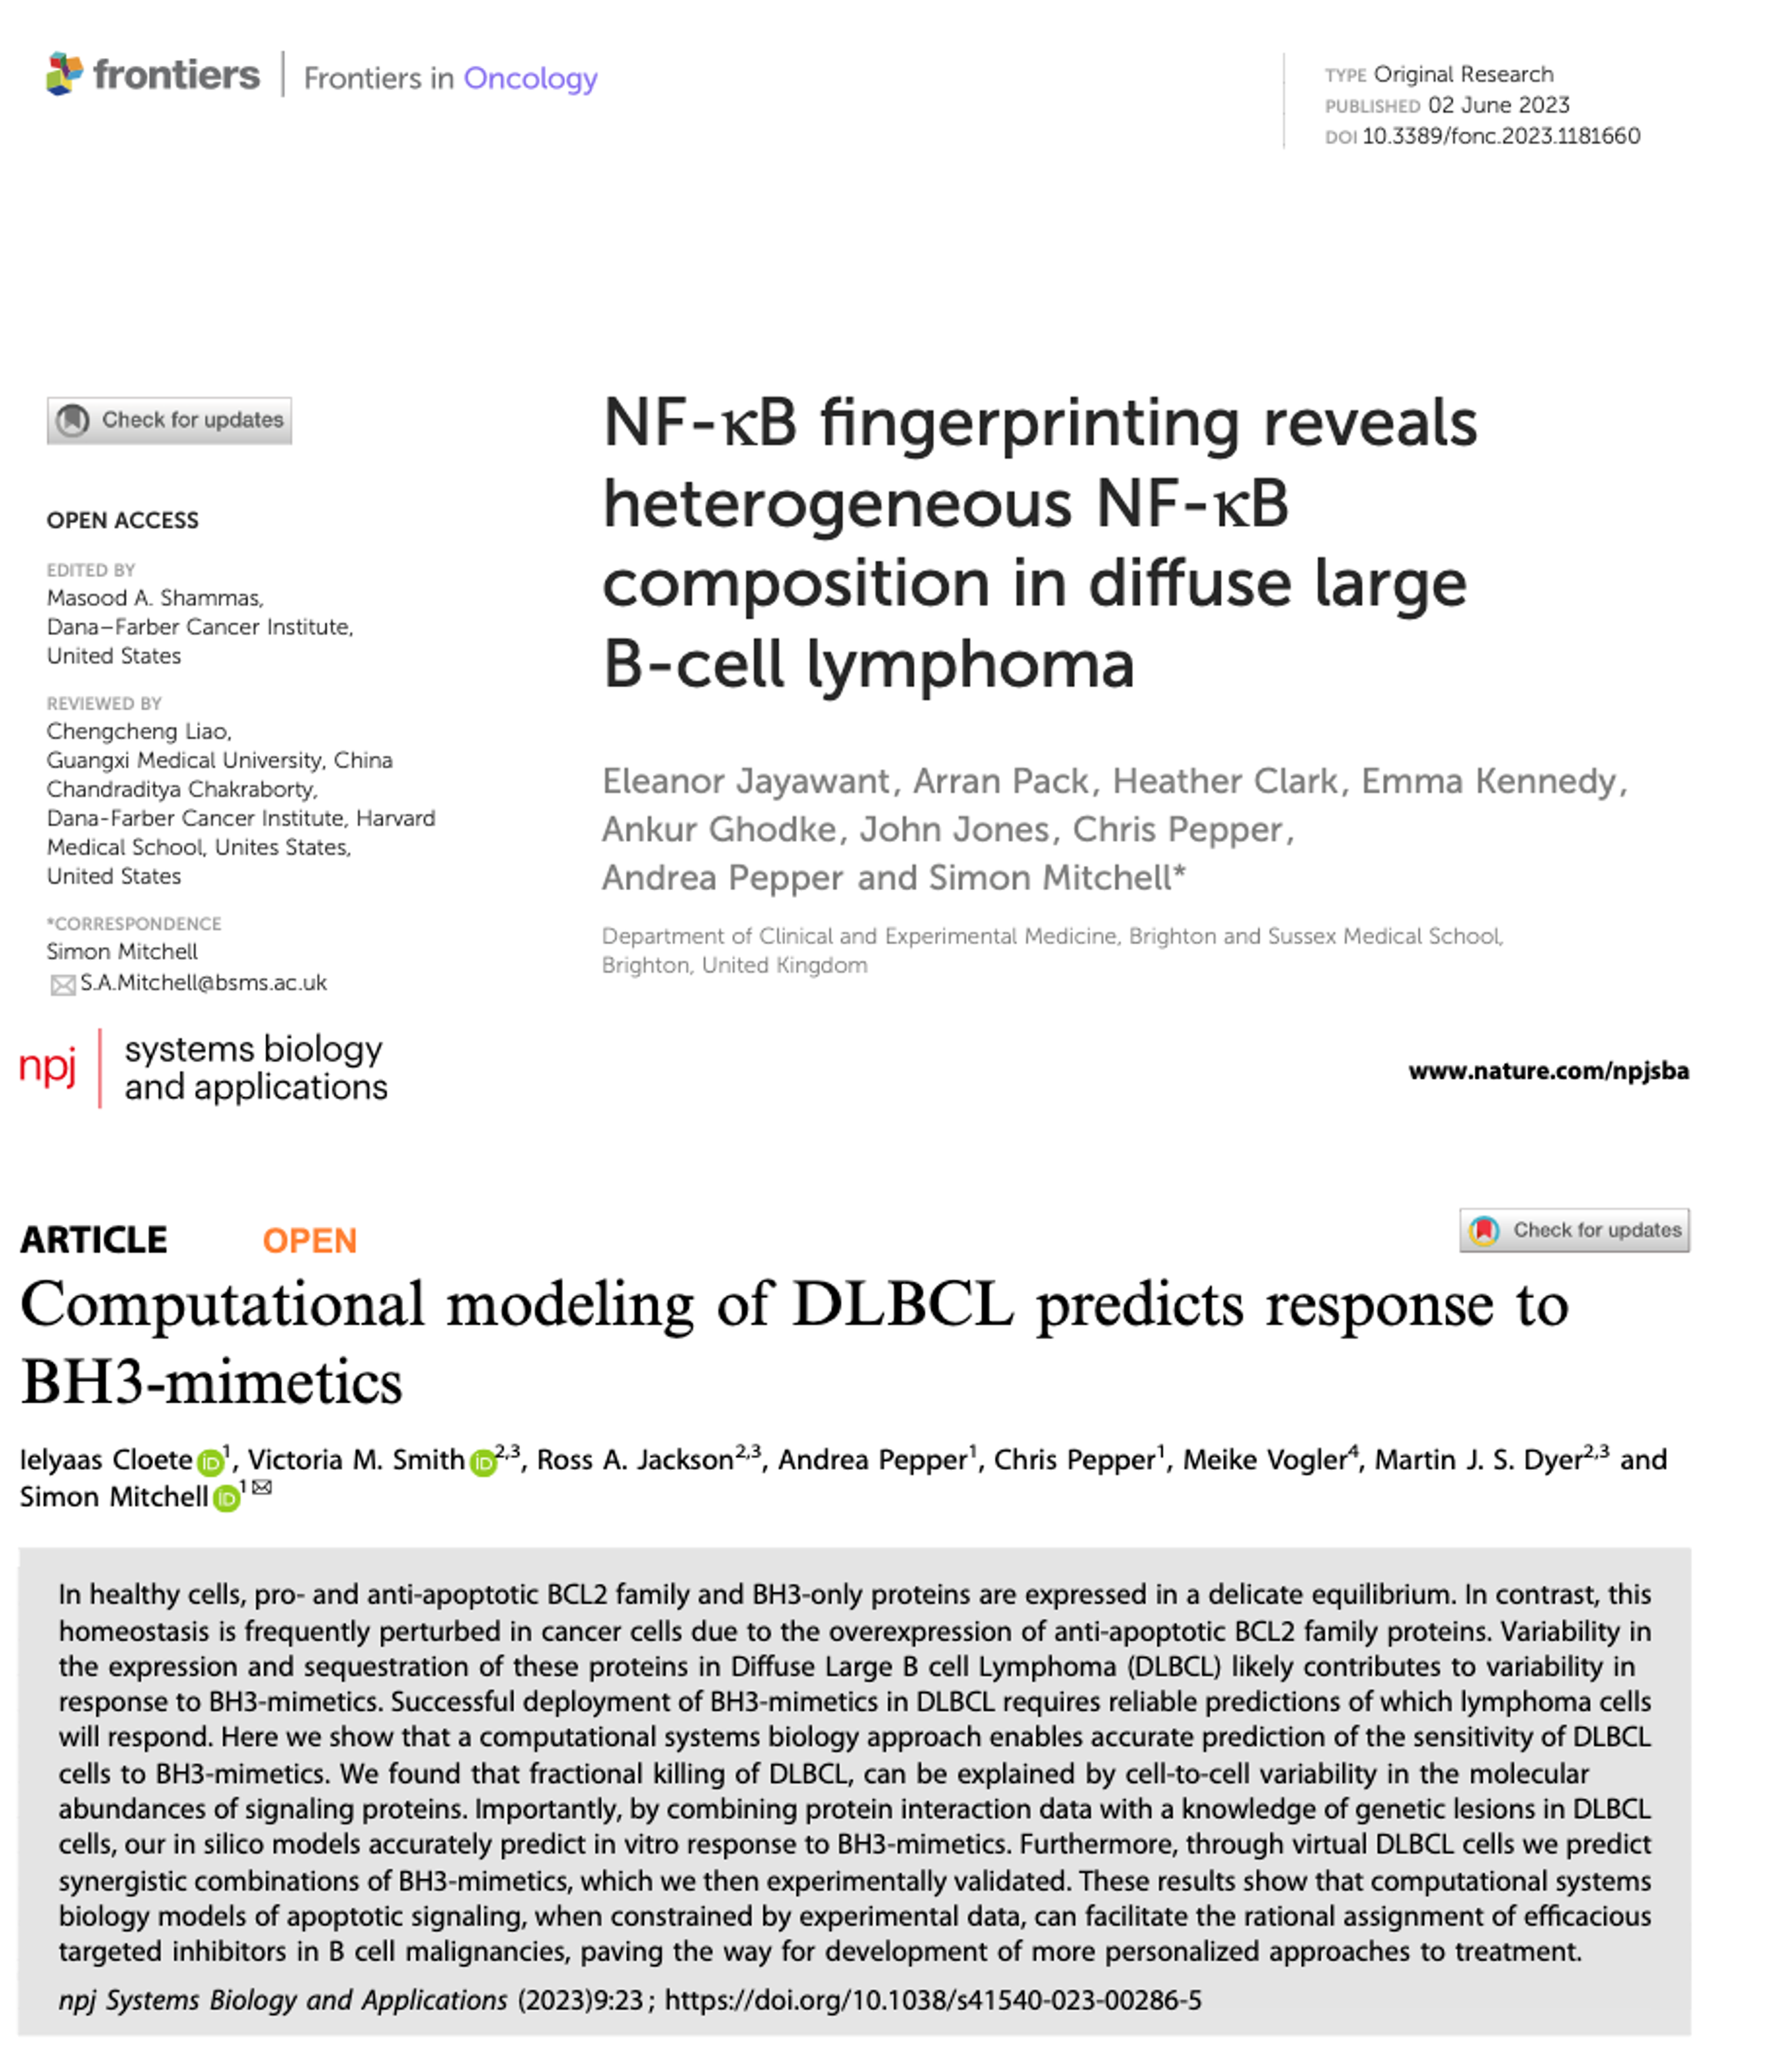 frontiers | Frontiers in Oncology
TYPE Original Research
PUBLISHED 02 June 2023
DOI 10.3389/fonc.2023.1181660
Check for updates
OPEN ACCESS
EDITED BY
Masood A. Shammas,
Dana–Farber Cancer Institute,
United States
REVIEWED BY
Chengcheng Liao,
Guangxi Medical University, China
Chandraditya Chakraborty,
Dana-Farber Cancer Institute, Harvard
Medical School, Unites States,
United States
*CORRESPONDENCE
Simon Mitchell
S.A.Mitchell@bsms.ac.uk
NF-κB fingerprinting reveals
heterogeneous NF-κB
composition in diffuse large
B-cell lymphoma
Eleanor Jayawant, Arran Pack, Heather Clark, Emma Kennedy,
Ankur Ghodke, John Jones, Chris Pepper,
Andrea Pepper and Simon Mitchell*
Department of Clinical and Experimental Medicine, Brighton and Sussex Medical School,
Brighton, United Kingdom
npj | systems biology
and applications
www.nature.com/npjsba
ARTICLE OPEN
Check for updates
Computational modeling of DLBCL predicts response to
BH3-mimetics
Ielyaas Cloete iD 1, Victoria M. Smith iD 2,3, Ross A. Jackson2,3, Andrea Pepper1, Chris Pepper1, Meike Vogler4, Martin J. S. Dyer2,3 and
Simon Mitchell iD 1✉
In healthy cells, pro- and anti-apoptotic BCL2 family and BH3-only proteins are expressed in a delicate equilibrium. In contrast, this
homeostasis is frequently perturbed in cancer cells due to the overexpression of anti-apoptotic BCL2 family proteins. Variability in
the expression and sequestration of these proteins in Diffuse Large B cell Lymphoma (DLBCL) likely contributes to variability in
response to BH3-mimetics. Successful deployment of BH3-mimetics in DLBCL requires reliable predictions of which lymphoma cells
will respond. Here we show that a computational systems biology approach enables accurate prediction of the sensitivity of DLBCL
cells to BH3-mimetics. We found that fractional killing of DLBCL, can be explained by cell-to-cell variability in the molecular
abundances of signaling proteins. Importantly, by combining protein interaction data with a knowledge of genetic lesions in DLBCL
cells, our in silico models accurately predict in vitro response to BH3-mimetics. Furthermore, through virtual DLBCL cells we predict
synergistic combinations of BH3-mimetics, which we then experimentally validated. These results show that computational systems
biology models of apoptotic signaling, when constrained by experimental data, can facilitate the rational assignment of efficacious
targeted inhibitors in B cell malignancies, paving the way for development of more personalized approaches to treatment.
npj Systems Biology and Applications (2023)9:23 ; https://doi.org/10.1038/s41540-023-00286-5